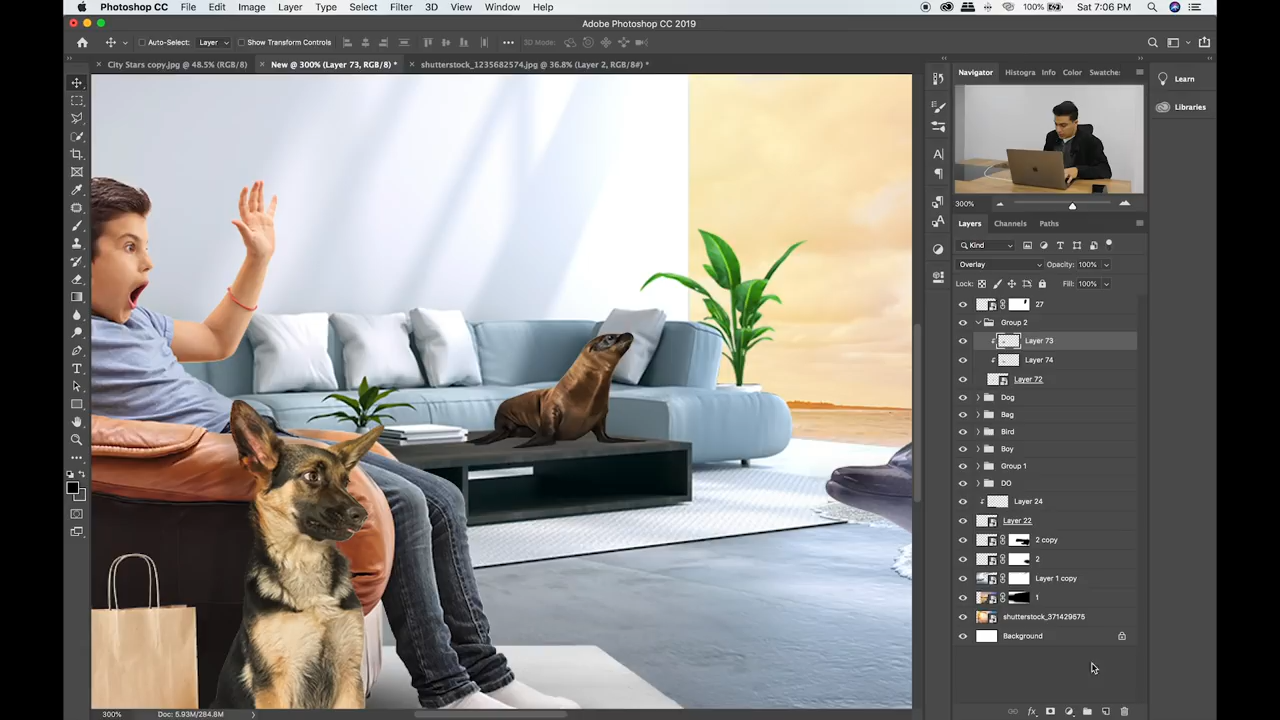 Photoshop CC File Edit Image Layer Type Select Filter 3D View Window Help 100% Sat 7:06 PM
Adobe Photoshop CC 2019
Auto-Select: Layer Show Transform Controls 3D Mode:
City Stars copy.jpg @ 48.5% (RGB/8) New @ 300% (Layer 73, RGB/8) * shutterstock_1235682574.jpg @ 36.8% (Layer 2, RGB/8#) *
Navigator Histogra Info Color Swatche:
Learn
Libraries
300%
Layers Channels Paths
Kind
Overlay Opacity: 100%
Lock: Fill: 100%
27
Group 2
Layer 73
Layer 74
Layer 72
Dog
Bag
Bird
Boy
Group 1
DO
Layer 24
Layer 22
2 copy
2
Layer 1 copy
1
shutterstock_371429675
Background
300% Doc: 5.93M/284.8M